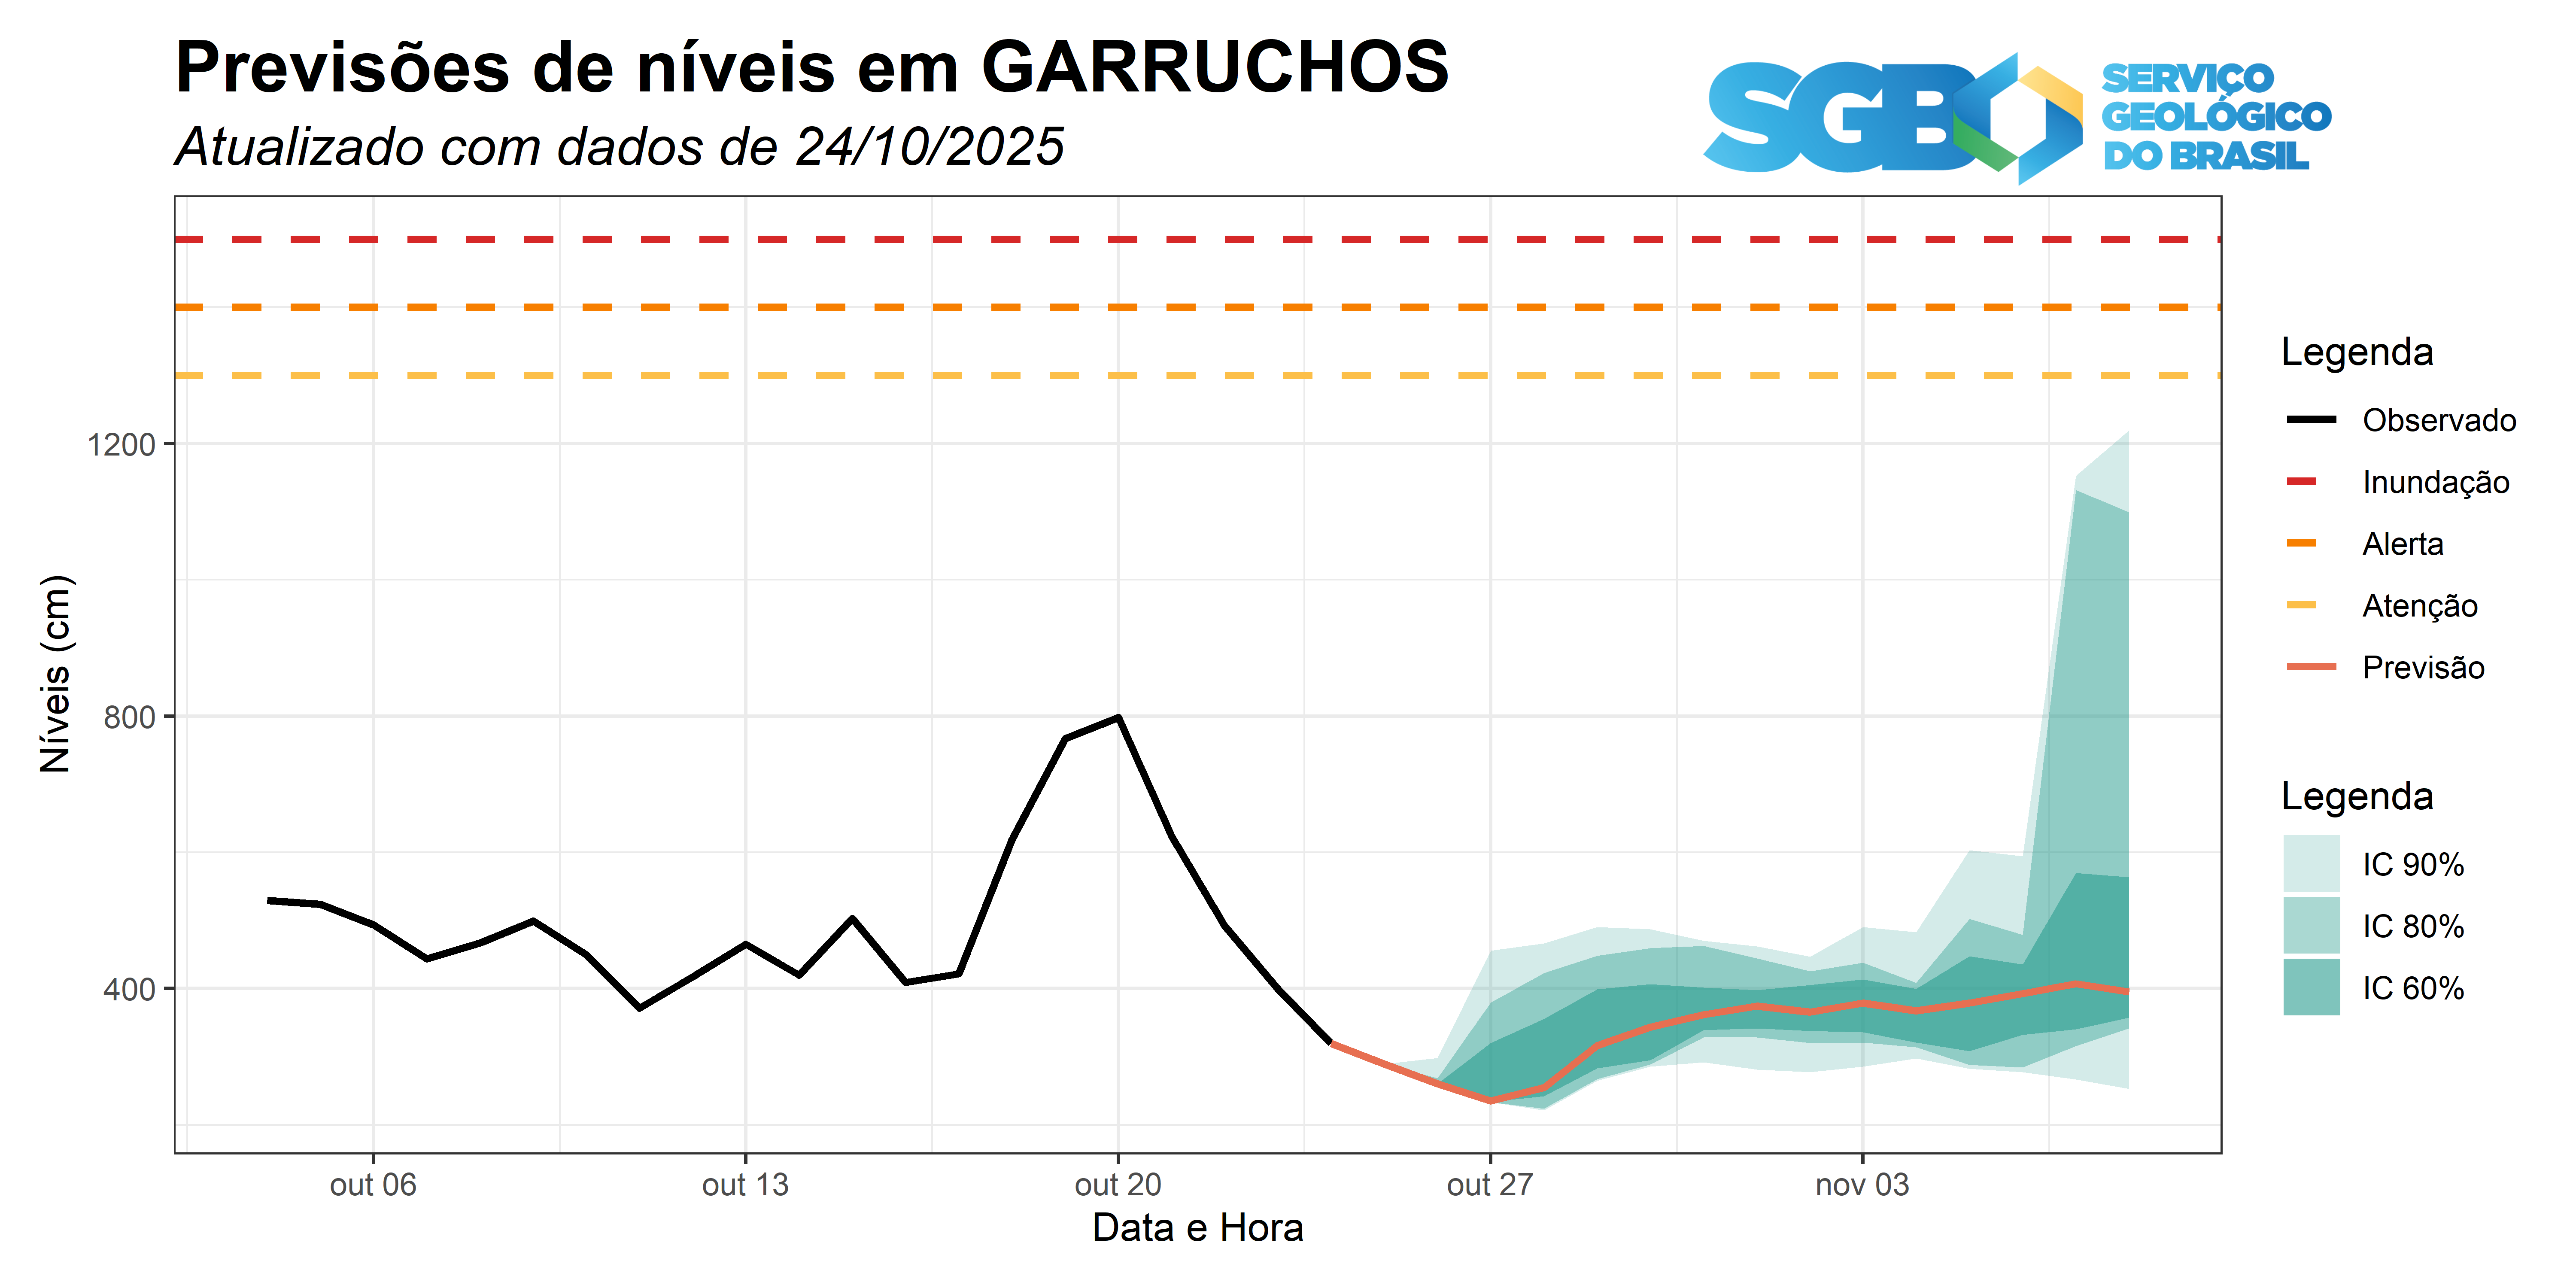 Previsões de níveis em GARRUCHOS
Atualizado com dados de 24/10/2025
SGB
SERVIÇO
GEOLÓGICO
DO BRASIL
Níveis (cm)
1200
800
400
out 06
out 13
out 20
out 27
nov 03
Data e Hora
Legenda
Observado
Inundação
Alerta
Atenção
Previsão
Legenda
IC 90%
IC 80%
IC 60%